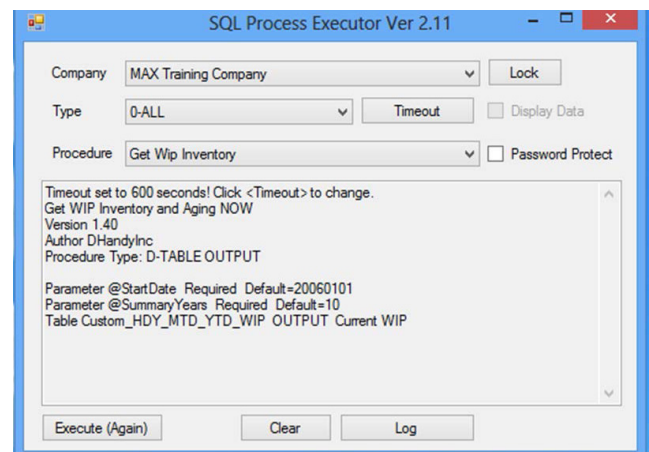 SQL Process Executor Ver 2.11
Company MAX Training Company Lock
Type 0-ALL Timeout Display Data
Procedure Get Wip Inventory Password Protect
Timeout set to 600 seconds! Click <Timeout> to change.
Get WIP Inventory and Aging NOW
Version 1.40
Author DHandyInc
Procedure Type: D-TABLE OUTPUT
Parameter @StartDate Required Default=20060101
Parameter @SummaryYears Required Default=10
Table Custom_HDY_MTD_YTD_WIP OUTPUT Current WIP
Execute (Again) Clear Log